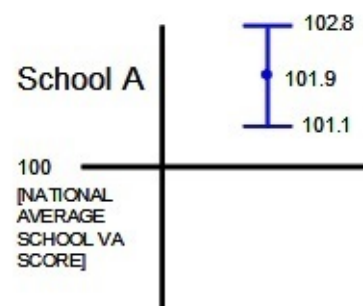 102.8
School A
101.9
101.1
100
[NATIONAL
AVERAGE
SCHOOL VA
SCORE]